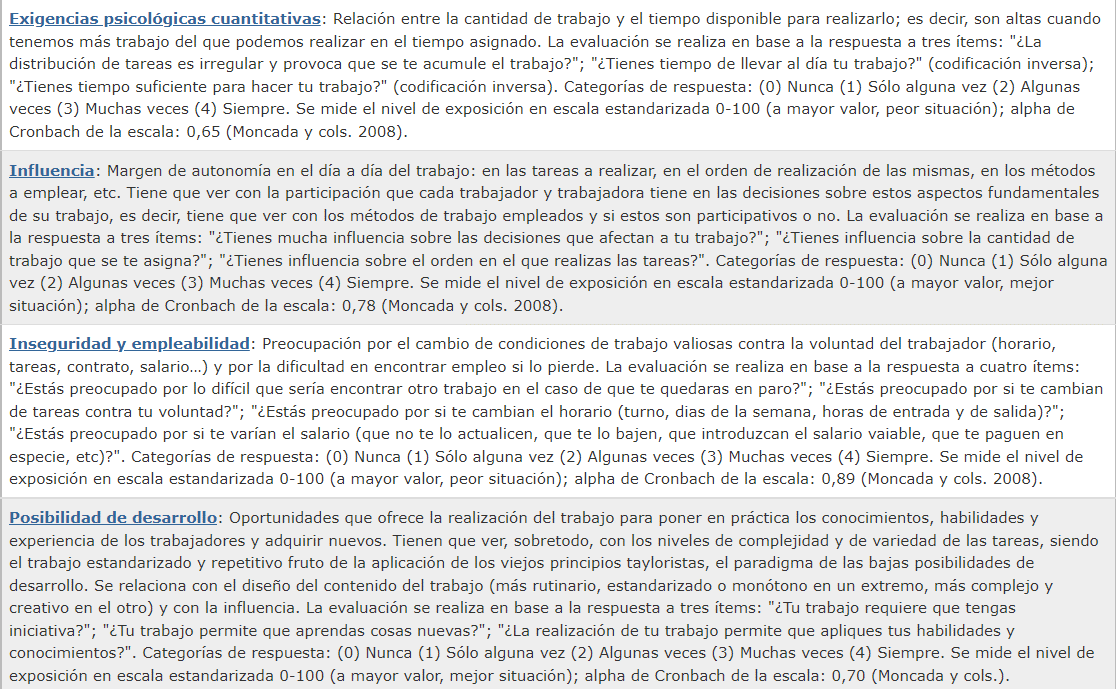 Exigencias psicológicas cuantitativas: Relación entre la cantidad de trabajo y el tiempo disponible para realizarlo; es decir, son altas cuando
tenemos más trabajo del que podemos realizar en el tiempo asignado. La evaluación se realiza en base a la respuesta a tres ítems: "¿La
distribución de tareas es irregular y provoca que se te acumule el trabajo?"; "¿Tienes tiempo de llevar al día tu trabajo?" (codificación inversa);
"¿Tienes tiempo suficiente para hacer tu trabajo?" (codificación inversa). Categorías de respuesta: (0) Nunca (1) Sólo alguna vez (2) Algunas
veces (3) Muchas veces (4) Siempre. Se mide el nivel de exposición en escala estandarizada 0-100 (a mayor valor, peor situación); alpha de
Cronbach de la escala: 0,65 (Moncada y cols. 2008).
Influencia: Margen de autonomía en el día a día del trabajo: en las tareas a realizar, en el orden de realización de las mismas, en los métodos
a emplear, etc. Tiene que ver con la participación que cada trabajador y trabajadora tiene en las decisiones sobre estos aspectos fundamentales
de su trabajo, es decir, tiene que ver con los métodos de trabajo empleados y si estos son participativos o no. La evaluación se realiza en base a
la respuesta a tres ítems: "¿Tienes mucha influencia sobre las decisiones que afectan a tu trabajo?"; "¿Tienes influencia sobre la cantidad de
trabajo que se te asigna?"; "¿Tienes influencia sobre el orden en el que realizas las tareas?". Categorías de respuesta: (0) Nunca (1) Sólo alguna
vez (2) Algunas veces (3) Muchas veces (4) Siempre. Se mide el nivel de exposición en escala estandarizada 0-100 (a mayor valor, mejor
situación); alpha de Cronbach de la escala: 0,78 (Moncada y cols. 2008).
Inseguridad y empleabilidad: Preocupación por el cambio de condiciones de trabajo valiosas contra la voluntad del trabajador (horario,
tareas, contrato, salario...) y por la dificultad en encontrar empleo si lo pierde. La evaluación se realiza en base a la respuesta a cuatro ítems:
"¿Estás preocupado por lo difícil que sería encontrar otro trabajo en el caso de que te quedaras en paro?"; "¿Estás preocupado por si te cambian
de tareas contra tu voluntad?"; "¿Estás preocupado por si te cambian el horario (turno, dias de la semana, horas de entrada y de salida)?";
"¿Estás preocupado por si te varían el salario (que no te lo actualicen, que te lo bajen, que introduzcan el salario vaiable, que te paguen en
especie, etc)?". Categorías de respuesta: (0) Nunca (1) Sólo alguna vez (2) Algunas veces (3) Muchas veces (4) Siempre. Se mide el nivel de
exposición en escala estandarizada 0-100 (a mayor valor, peor situación); alpha de Cronbach de la escala: 0,89 (Moncada y cols. 2008).
Posibilidad de desarrollo: Oportunidades que ofrece la realización del trabajo para poner en práctica los conocimientos, habilidades y
experiencia de los trabajadores y adquirir nuevos. Tienen que ver, sobretodo, con los niveles de complejidad y de variedad de las tareas, siendo
el trabajo estandarizado y repetitivo fruto de la aplicación de los viejos principios tayloristas, el paradigma de las bajas posibilidades de
desarrollo. Se relaciona con el diseño del contenido del trabajo (más rutinario, estandarizado o monótono en un extremo, más complejo y
creativo en el otro) y con la influencia. La evaluación se realiza en base a la respuesta a tres ítems: "¿Tu trabajo requiere que tengas
iniciativa?"; "¿Tu trabajo permite que aprendas cosas nuevas?"; "¿La realización de tu trabajo permite que apliques tus habilidades y
conocimientos?". Categorías de respuesta: (0) Nunca (1) Sólo alguna vez (2) Algunas veces (3) Muchas veces (4) Siempre. Se mide el nivel de
exposición en escala estandarizada 0-100 (a mayor valor, mejor situación); alpha de Cronbach de la escala: 0,70 (Moncada y cols.).